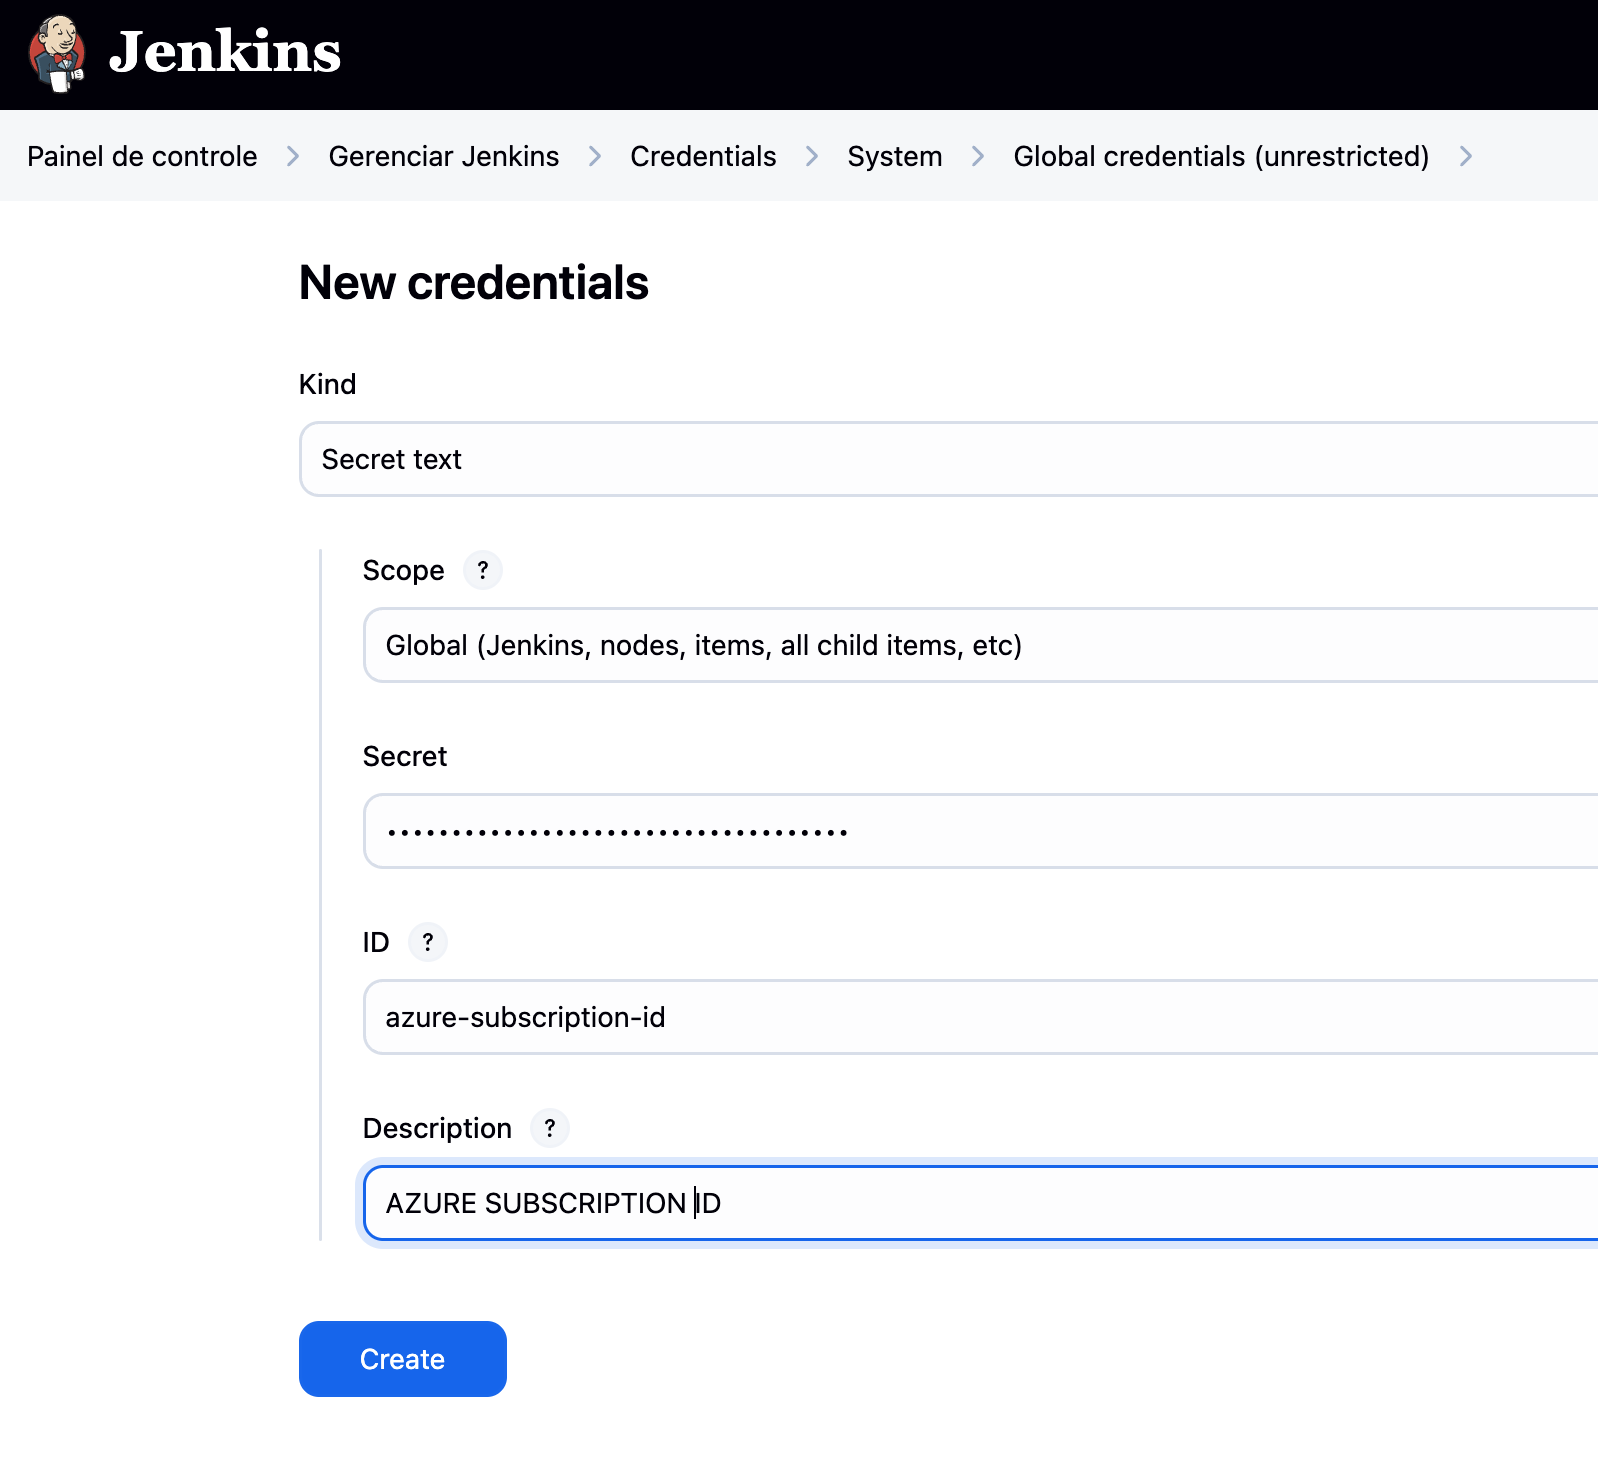 Jenkins
Painel de controle > Gerenciar Jenkins > Credentials > System > Global credentials (unrestricted) >
New credentials
Kind
Secret text
Scope ?
Global (Jenkins, nodes, items, all child items, etc)
Secret
••••••••••••••••••••••••••••••••••••
ID ?
azure-subscription-id
Description ?
AZURE SUBSCRIPTION ID
Create